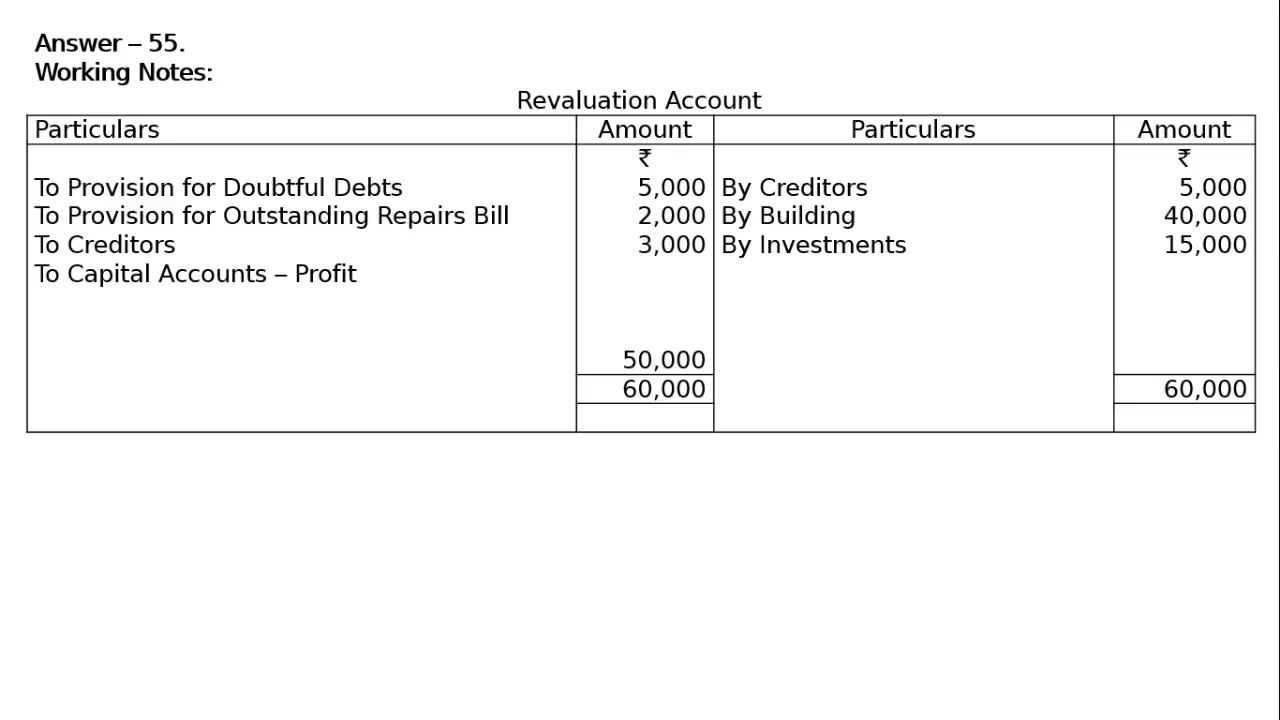 Answer – 55.
Working Notes:
Revaluation Account
Particulars Amount Particulars Amount
₹ ₹
To Provision for Doubtful Debts 5,000 By Creditors 5,000
To Provision for Outstanding Repairs Bill 2,000 By Building 40,000
To Creditors 3,000 By Investments 15,000
To Capital Accounts – Profit
50,000
60,000 60,000